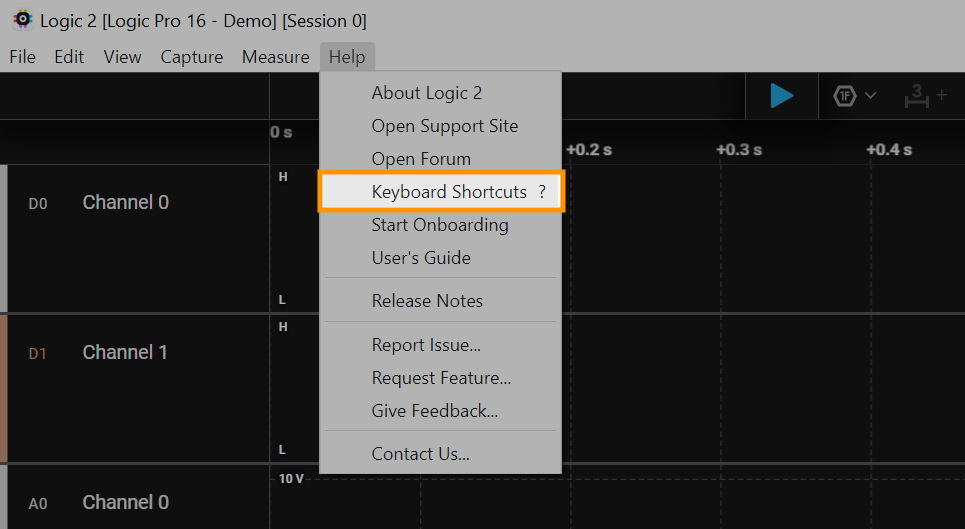 Logic 2 [Logic Pro 16 - Demo] [Session 0]
File Edit View Capture Measure Help
About Logic 2
Open Support Site
Open Forum
Keyboard Shortcuts ?
Start Onboarding
User's Guide
Release Notes
Report Issue...
Request Feature...
Give Feedback...
Contact Us...
1F
3 +
0 s +0.2 s +0.3 s +0.4 s
D0 Channel 0
H
L
D1 Channel 1
H
L
A0 Channel 0
10 V